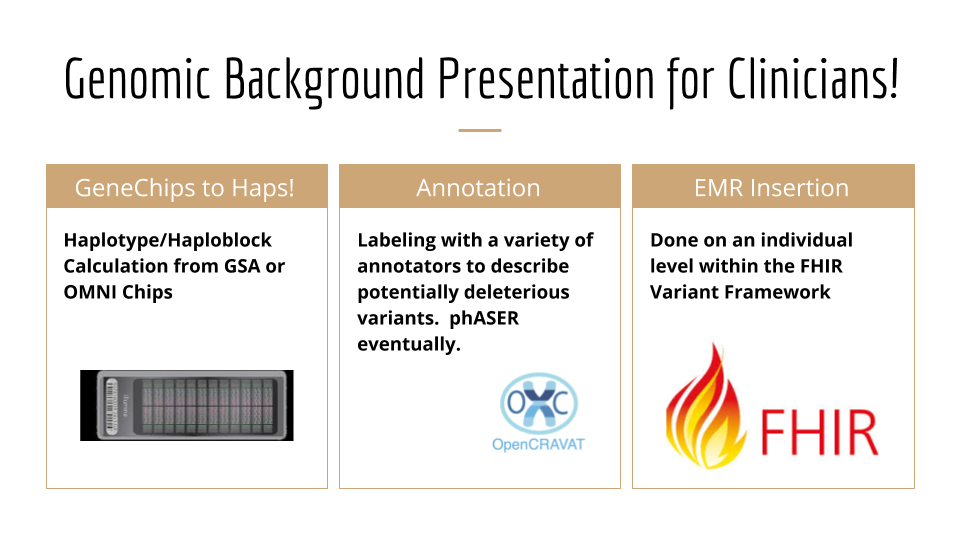 Genomic Background Presentation for Clinicians!
GeneChips to Haps!
Haplotype/Haploblock
Calculation from GSA or
OMNI Chips
illumina
Annotation
Labeling with a variety of
annotators to describe
potentially deleterious
variants.  phASER
eventually.
OXC
OpenCRAVAT
EMR Insertion
Done on an individual
level within the FHIR
Variant Framework
FHIR